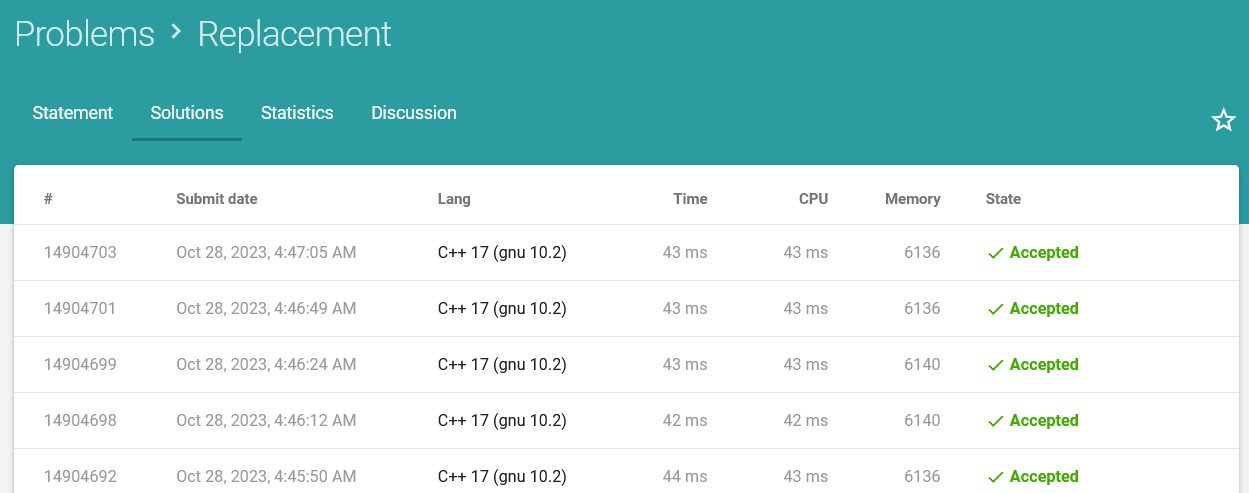 Problems > Replacement
Statement Solutions Statistics Discussion
# Submit date Lang Time CPU Memory State
14904703 Oct 28, 2023, 4:47:05 AM C++ 17 (gnu 10.2) 43 ms 43 ms 6136 Accepted
14904701 Oct 28, 2023, 4:46:49 AM C++ 17 (gnu 10.2) 43 ms 43 ms 6136 Accepted
14904699 Oct 28, 2023, 4:46:24 AM C++ 17 (gnu 10.2) 43 ms 43 ms 6140 Accepted
14904698 Oct 28, 2023, 4:46:12 AM C++ 17 (gnu 10.2) 42 ms 42 ms 6140 Accepted
14904692 Oct 28, 2023, 4:45:50 AM C++ 17 (gnu 10.2) 44 ms 43 ms 6136 Accepted